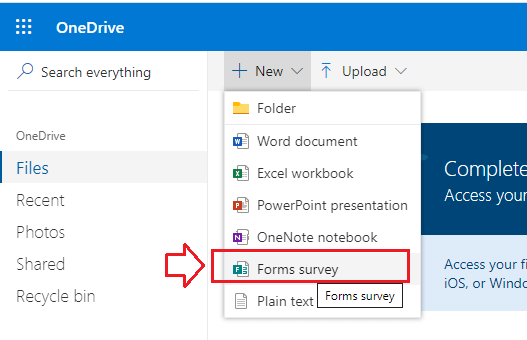 OneDrive
Search everything
New
Upload
OneDrive
Files
Recent
Photos
Shared
Recycle bin
Folder
Word document
Excel workbook
PowerPoint presentation
OneNote notebook
Forms survey
Plain text
Forms survey
Complete
Access your
Access your fi
iOS, or Windo